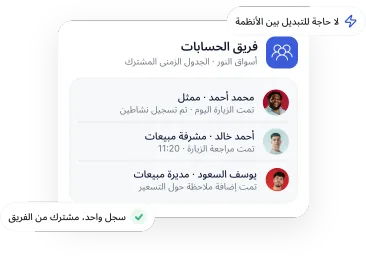 لا حاجة للتبديل بين الأنظمة
فريق الحسابات
أسواق النور · الجدول الزمني المشترك
محمد أحمد · ممثل
تمت الزيارة اليوم · تم تسجيل نشاطين
أحمد خالد · مشرفة مبيعات
تمت مراجعة الزيارة · 11:20
يوسف السعود · مديرة مبيعات
تمت إضافة ملاحظة حول التسعير
سجل واحد، مشترك من الفريق